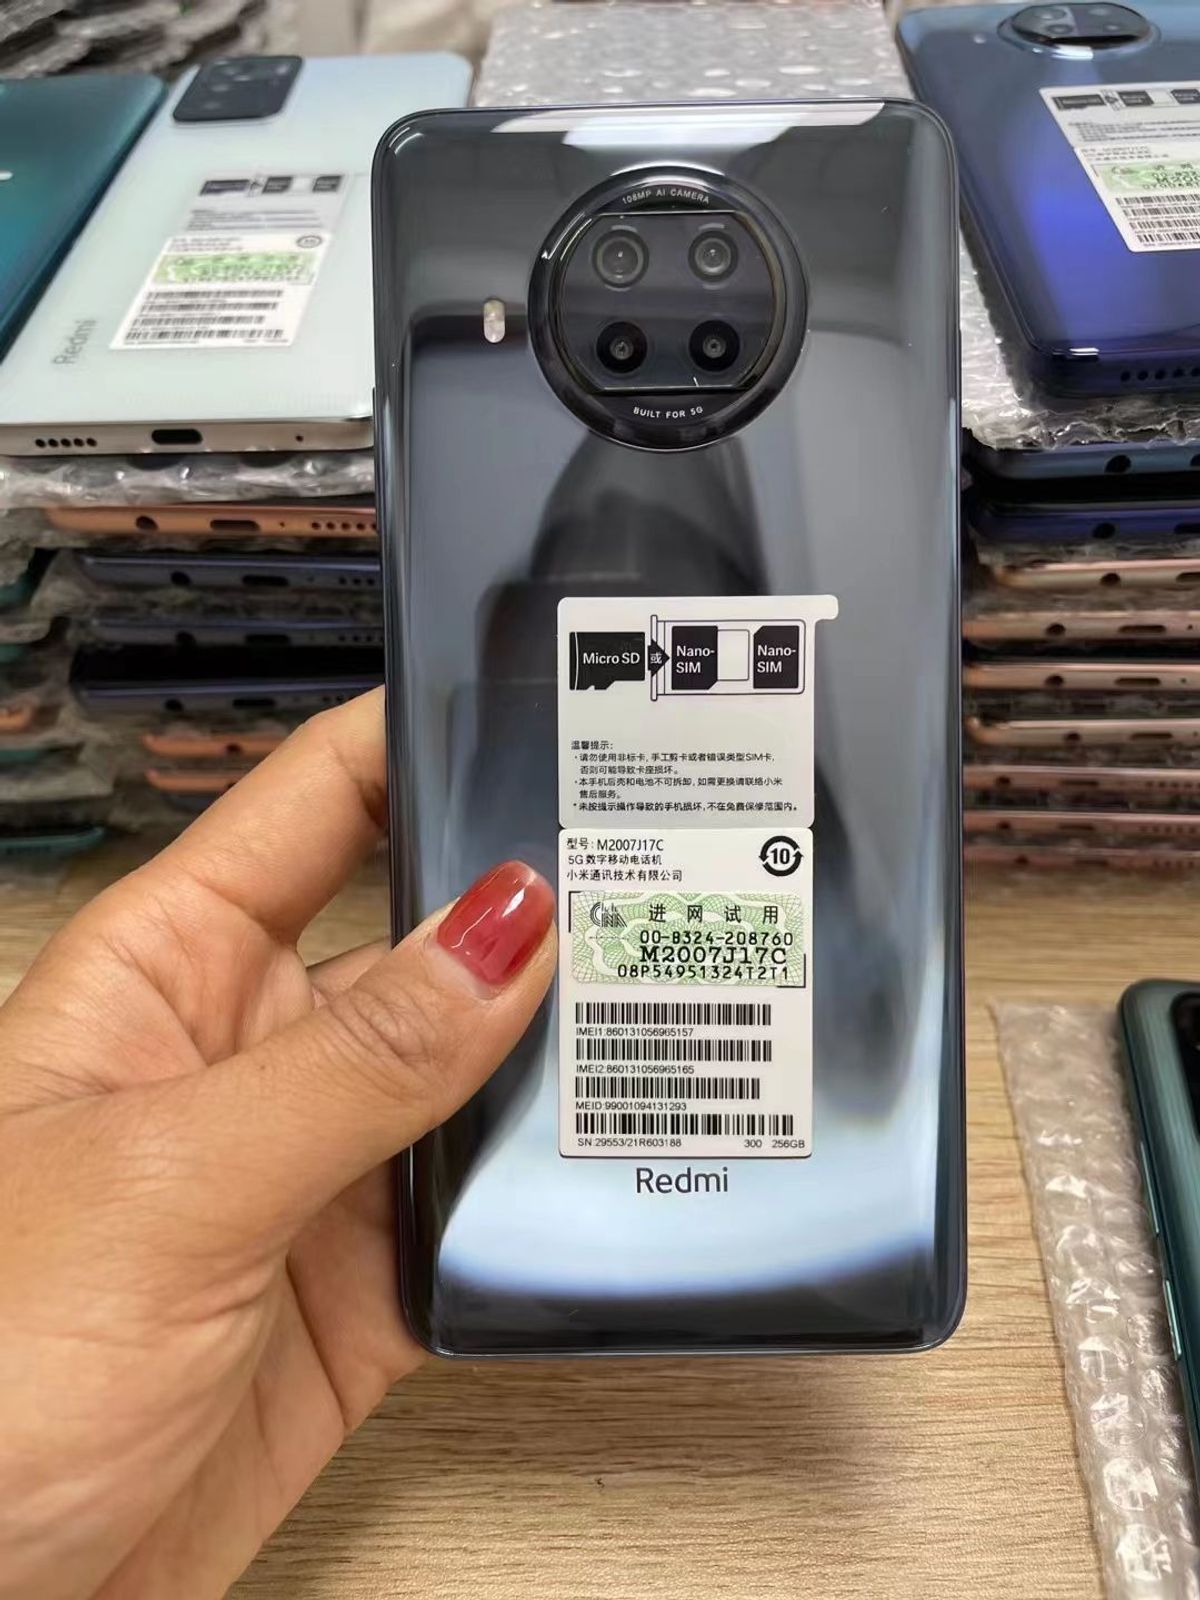 108MP AI CAMERA
BUILT FOR 5G
Micro SD 或 Nano-SIM Nano-SIM
温馨提示:
·请勿使用非标卡, 手工剪卡或者错误类型SIM卡,
否则可能导致卡座损坏。
·本手机后壳和电池不可拆卸, 如需更换请联络小米
售后服务。
*未按提示操作导致的手机损坏, 不在免费保修范围内。
型号: M2007J17C
5G数字移动电话机
小米通讯技术有限公司
10
进网试用
00-B324-208760
M2007J17C
08P54951324T2T1
IMEI1:860131056965157
IMEI2:860131056965165
MEID:99001094131293
SN:29553/21R603188 300 256GB
Redmi
Redmi